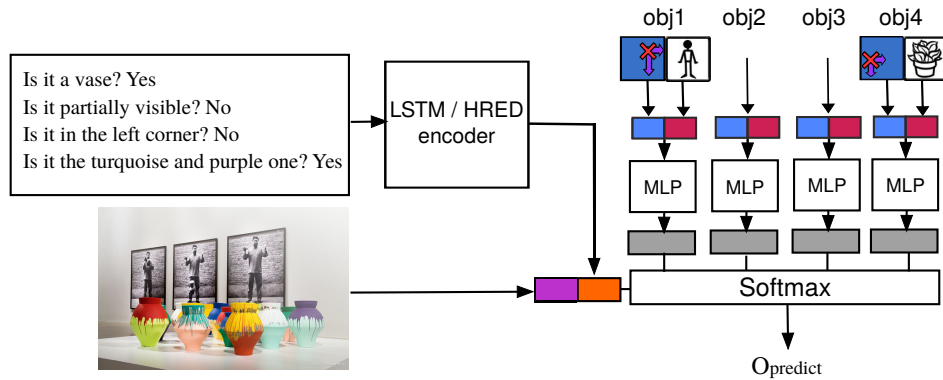 Is it a vase? Yes
Is it partially visible? No
Is it in the left corner? No
Is it the turquoise and purple one? Yes
LSTM / HRED
encoder
obj1 obj2 obj3 obj4
MLP MLP MLP MLP
Softmax
Opredict